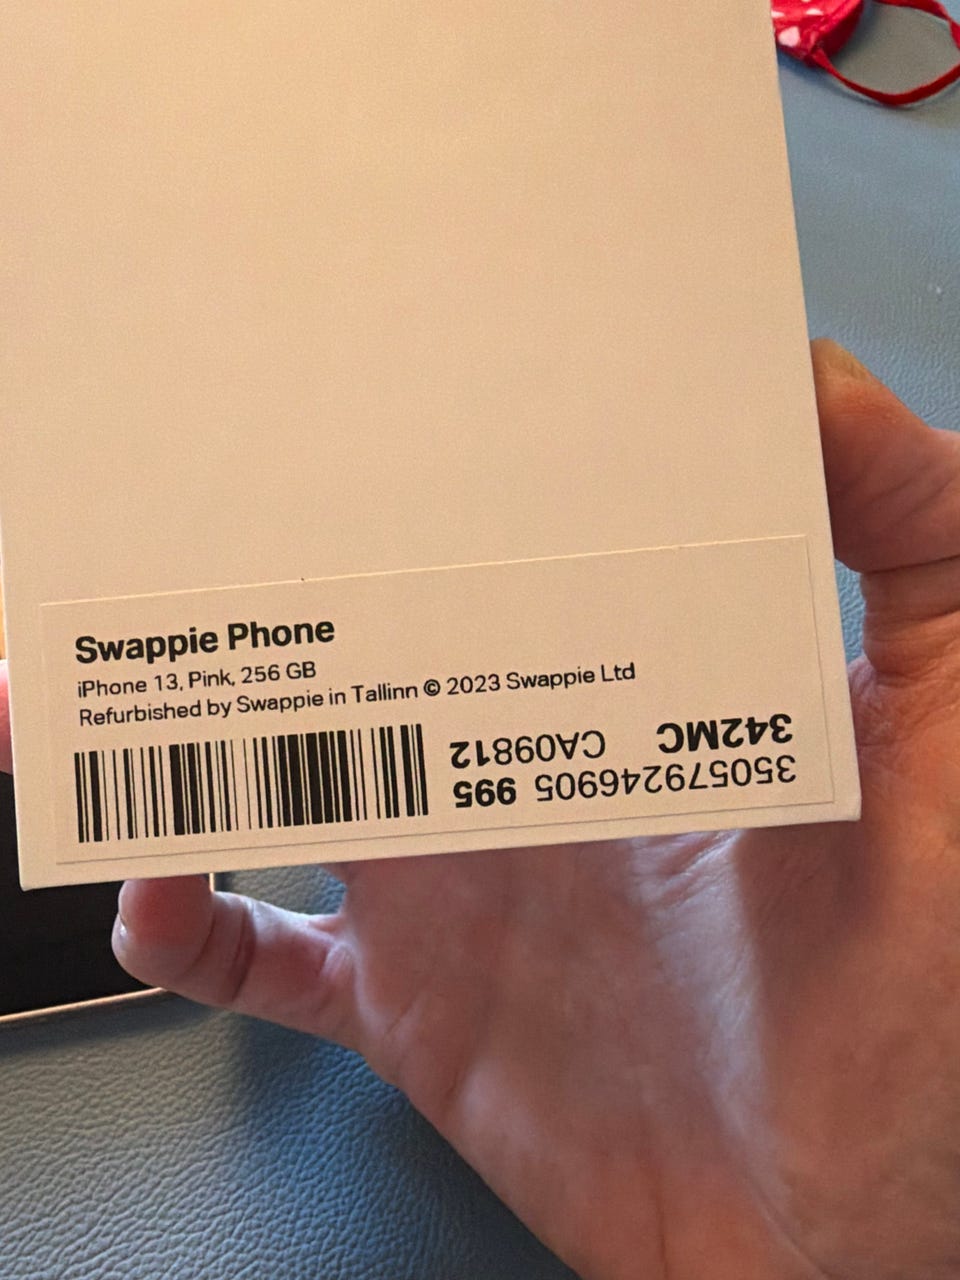 Swappie Phone
iPhone 13, Pink, 256 GB
Refurbished by Swappie in Tallinn © 2023 Swappie Ltd
350579246905 995
342MC CA09812